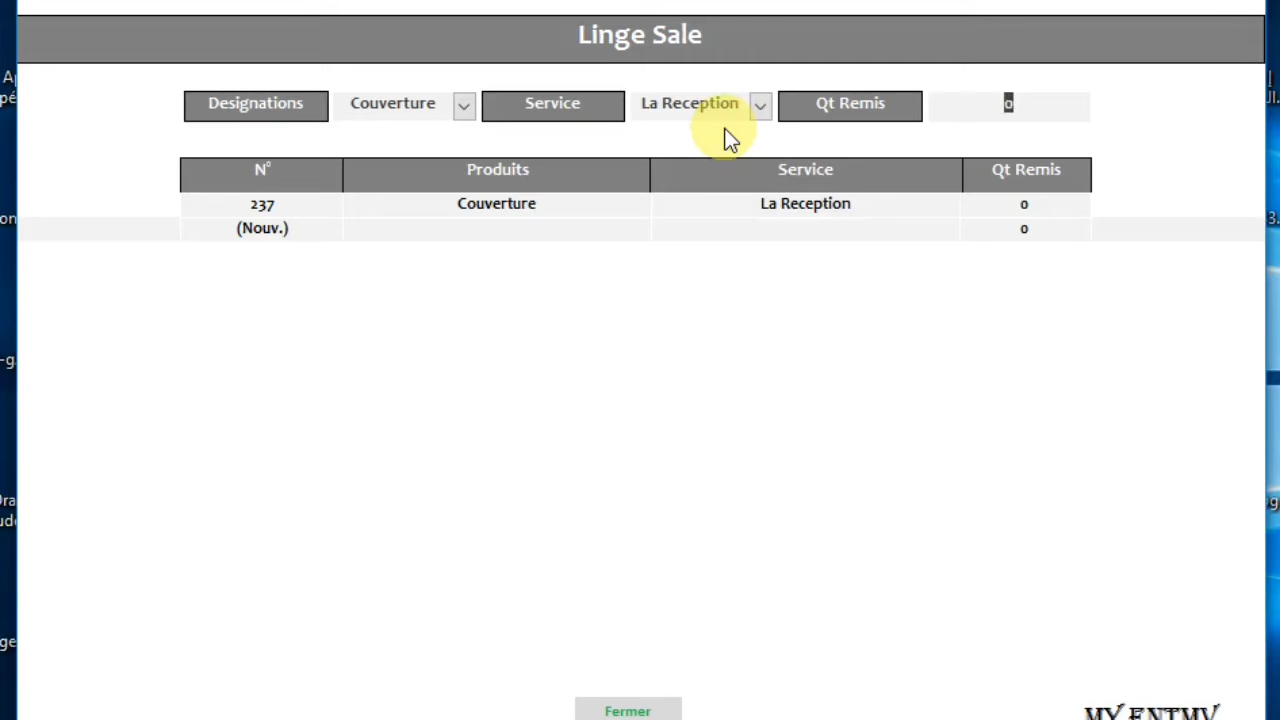 Linge Sale
Designations Couverture Service La Reception Qt Remis 0
N° Produits Service Qt Remis
237 Couverture La Reception 0
(Nouv.) 0
Fermer